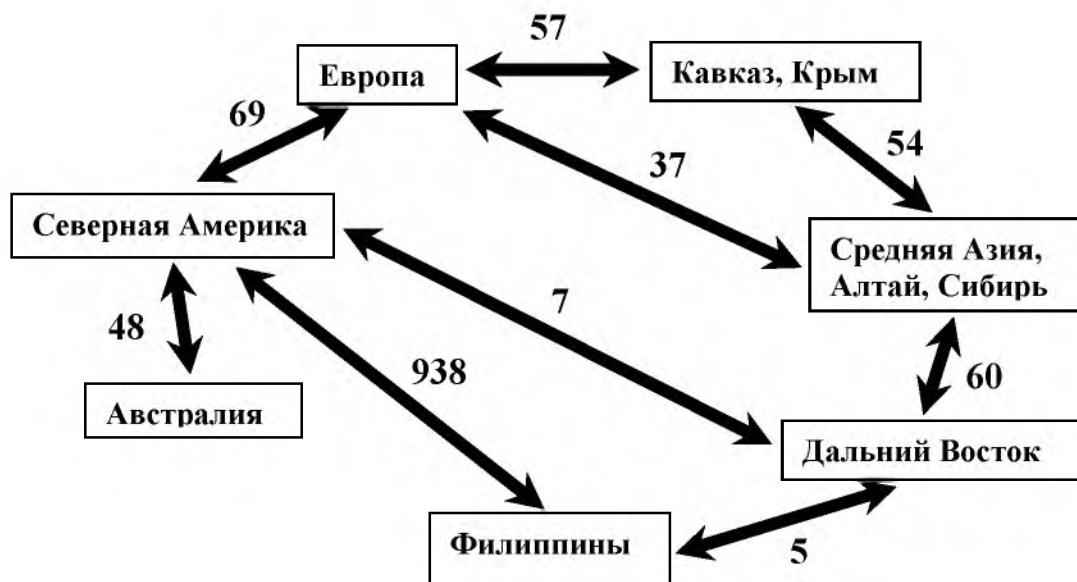 57
Европа
Кавказ, Крым
69
54
37
Северная Америка
Средняя Азия,
Алтай, Сибирь
7
48
938
60
Австралия
Дальний Восток
Филиппины
5